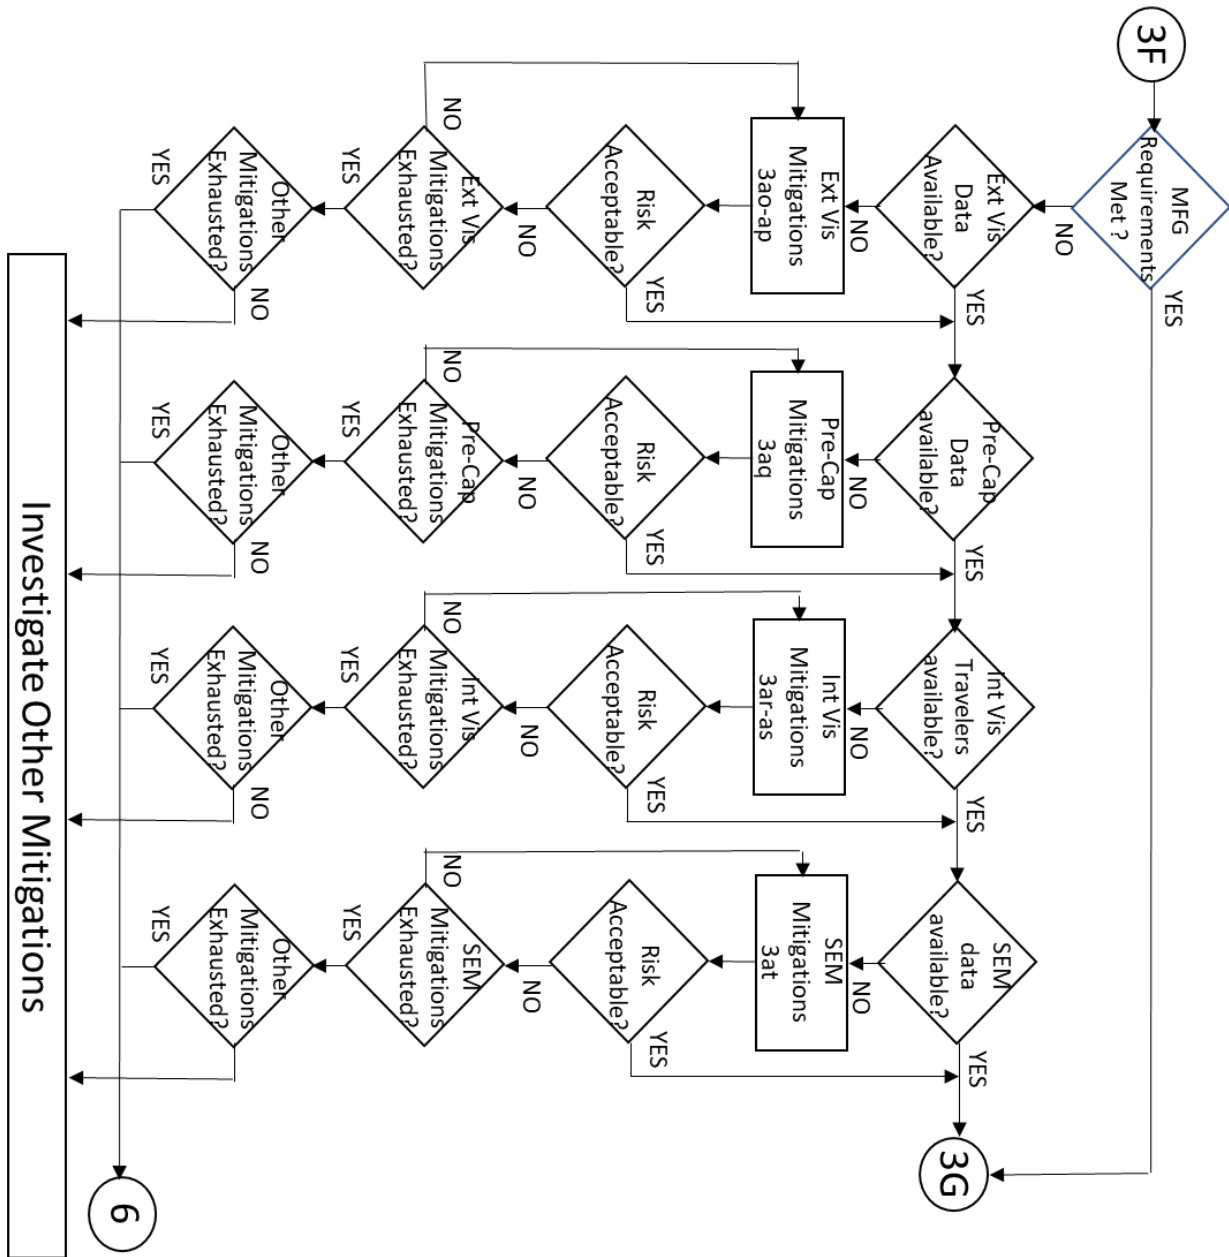 3F
MFG
Requirements
Met ?
YES
NO
Ext Vis
Data
Available?
YES
NO
Ext Vis
Mitigations
3ao-ap
Risk
Acceptable?
YES
NO
Ext Vis
Mitigations
Exhausted?
NO
YES
Other
Mitigations
Exhausted?
YES
NO
Pre-Cap
Data
available?
YES
NO
Pre-Cap
Mitigations
3aq
Risk
Acceptable?
YES
NO
Pre-Cap
Mitigations
Exhausted?
NO
YES
Other
Mitigations
Exhausted?
YES
NO
Int Vis
Travelers
available?
YES
NO
Int Vis
Mitigations
3ar-as
Risk
Acceptable?
YES
NO
Int Vis
Mitigations
Exhausted?
NO
YES
Other
Mitigations
Exhausted?
YES
NO
SEM
data
available?
YES
NO
SEM
Mitigations
3at
Risk
Acceptable?
YES
NO
SEM
Mitigations
Exhausted?
NO
YES
Other
Mitigations
Exhausted?
YES
3G
6
Investigate Other Mitigations